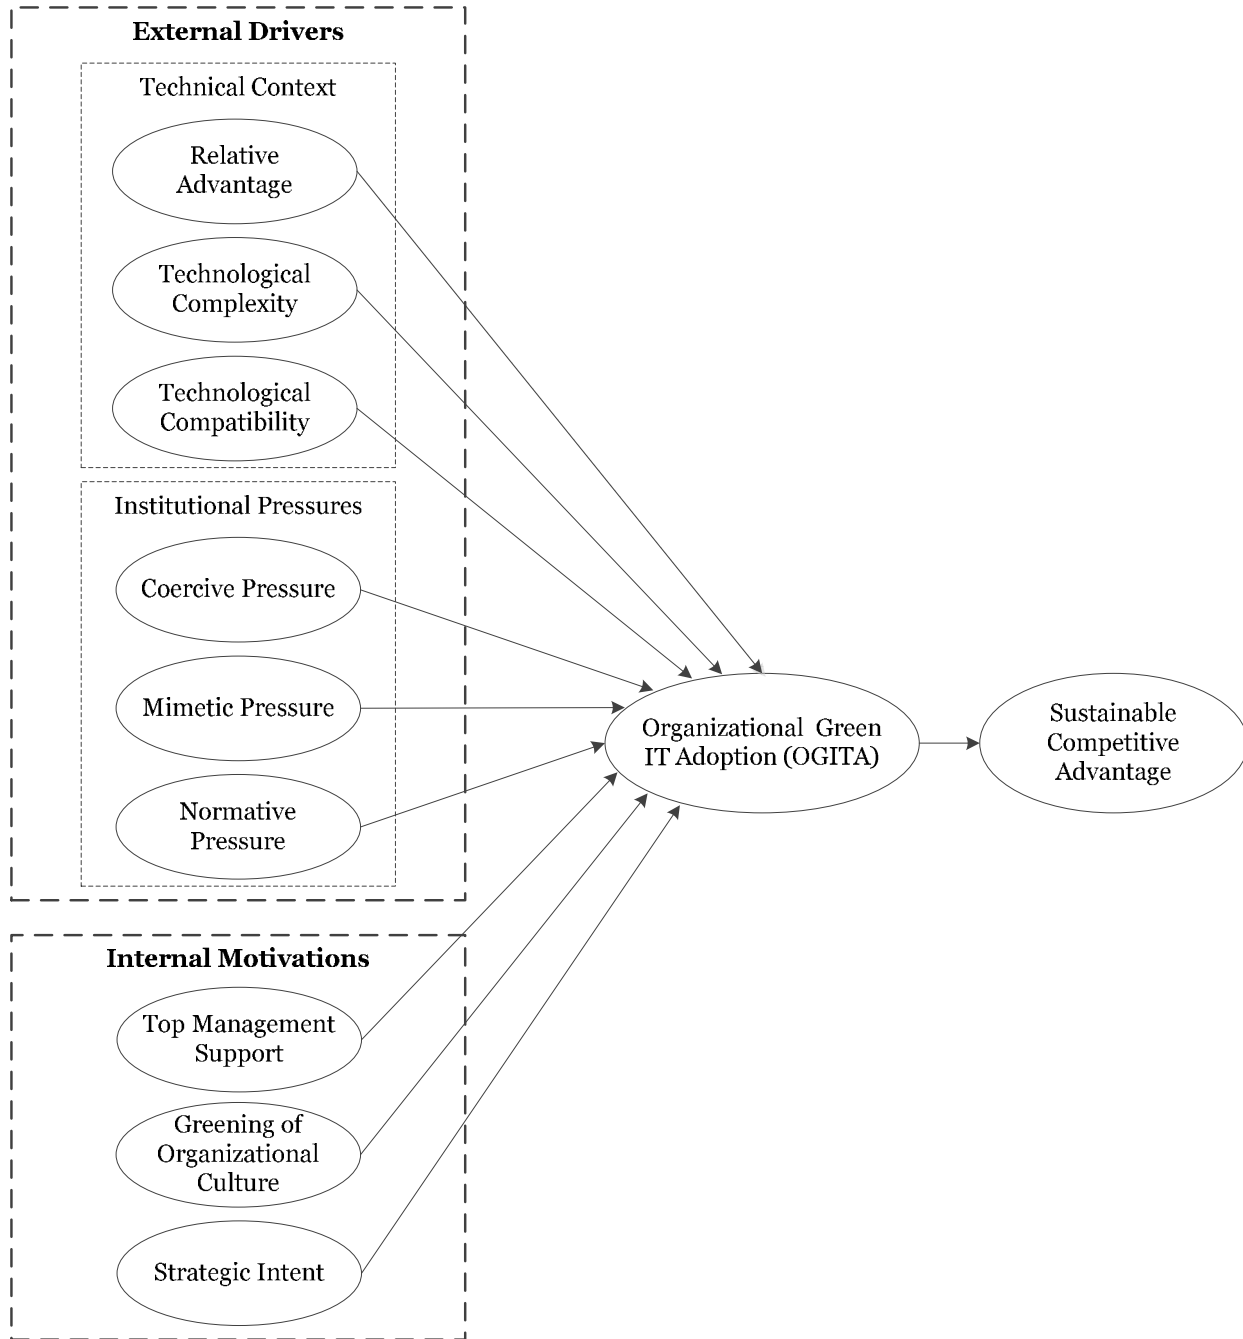 External Drivers
Technical Context
Relative
Advantage
Technological
Complexity
Technological
Compatibility
Institutional Pressures
Coercive Pressure
Mimetic Pressure
Normative
Pressure
Organizational Green
IT Adoption (OGITA)
Sustainable
Competitive
Advantage
Internal Motivations
Top Management
Support
Greening of
Organizational
Culture
Strategic Intent